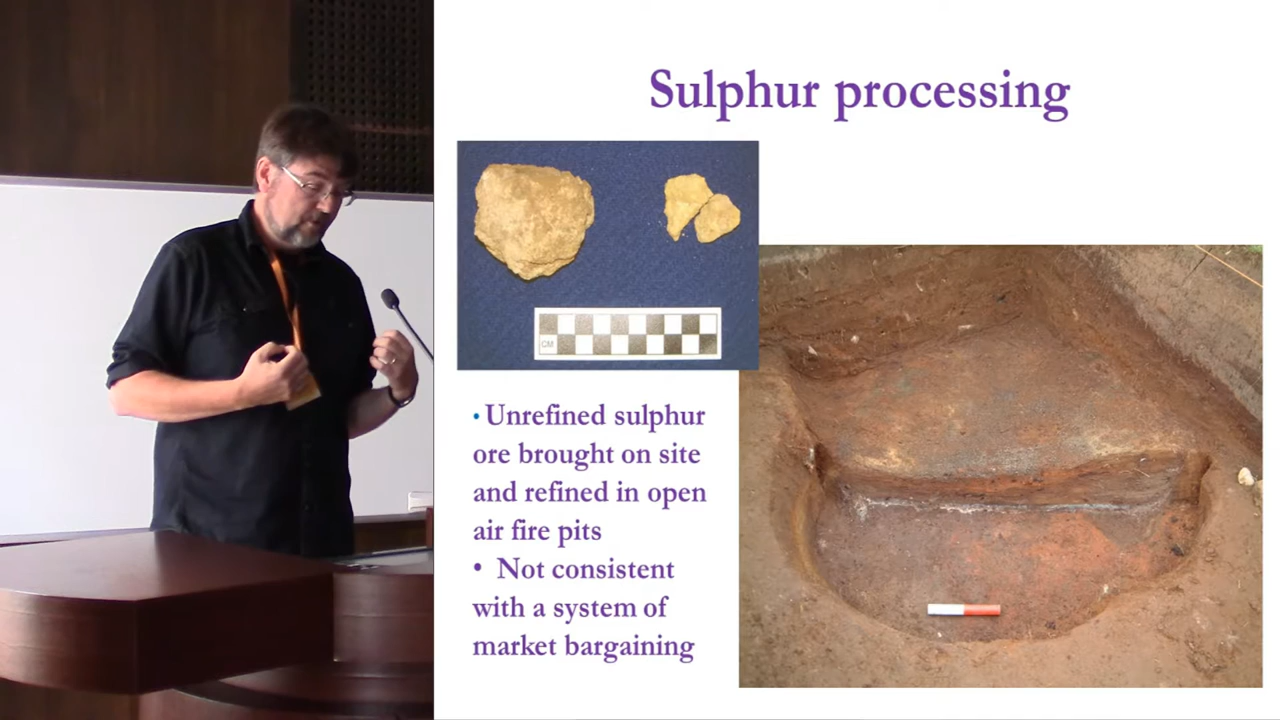 Sulphur processing
CM
• Unrefined sulphur
ore brought on site
and refined in open
air fire pits
• Not consistent
with a system of
market bargaining